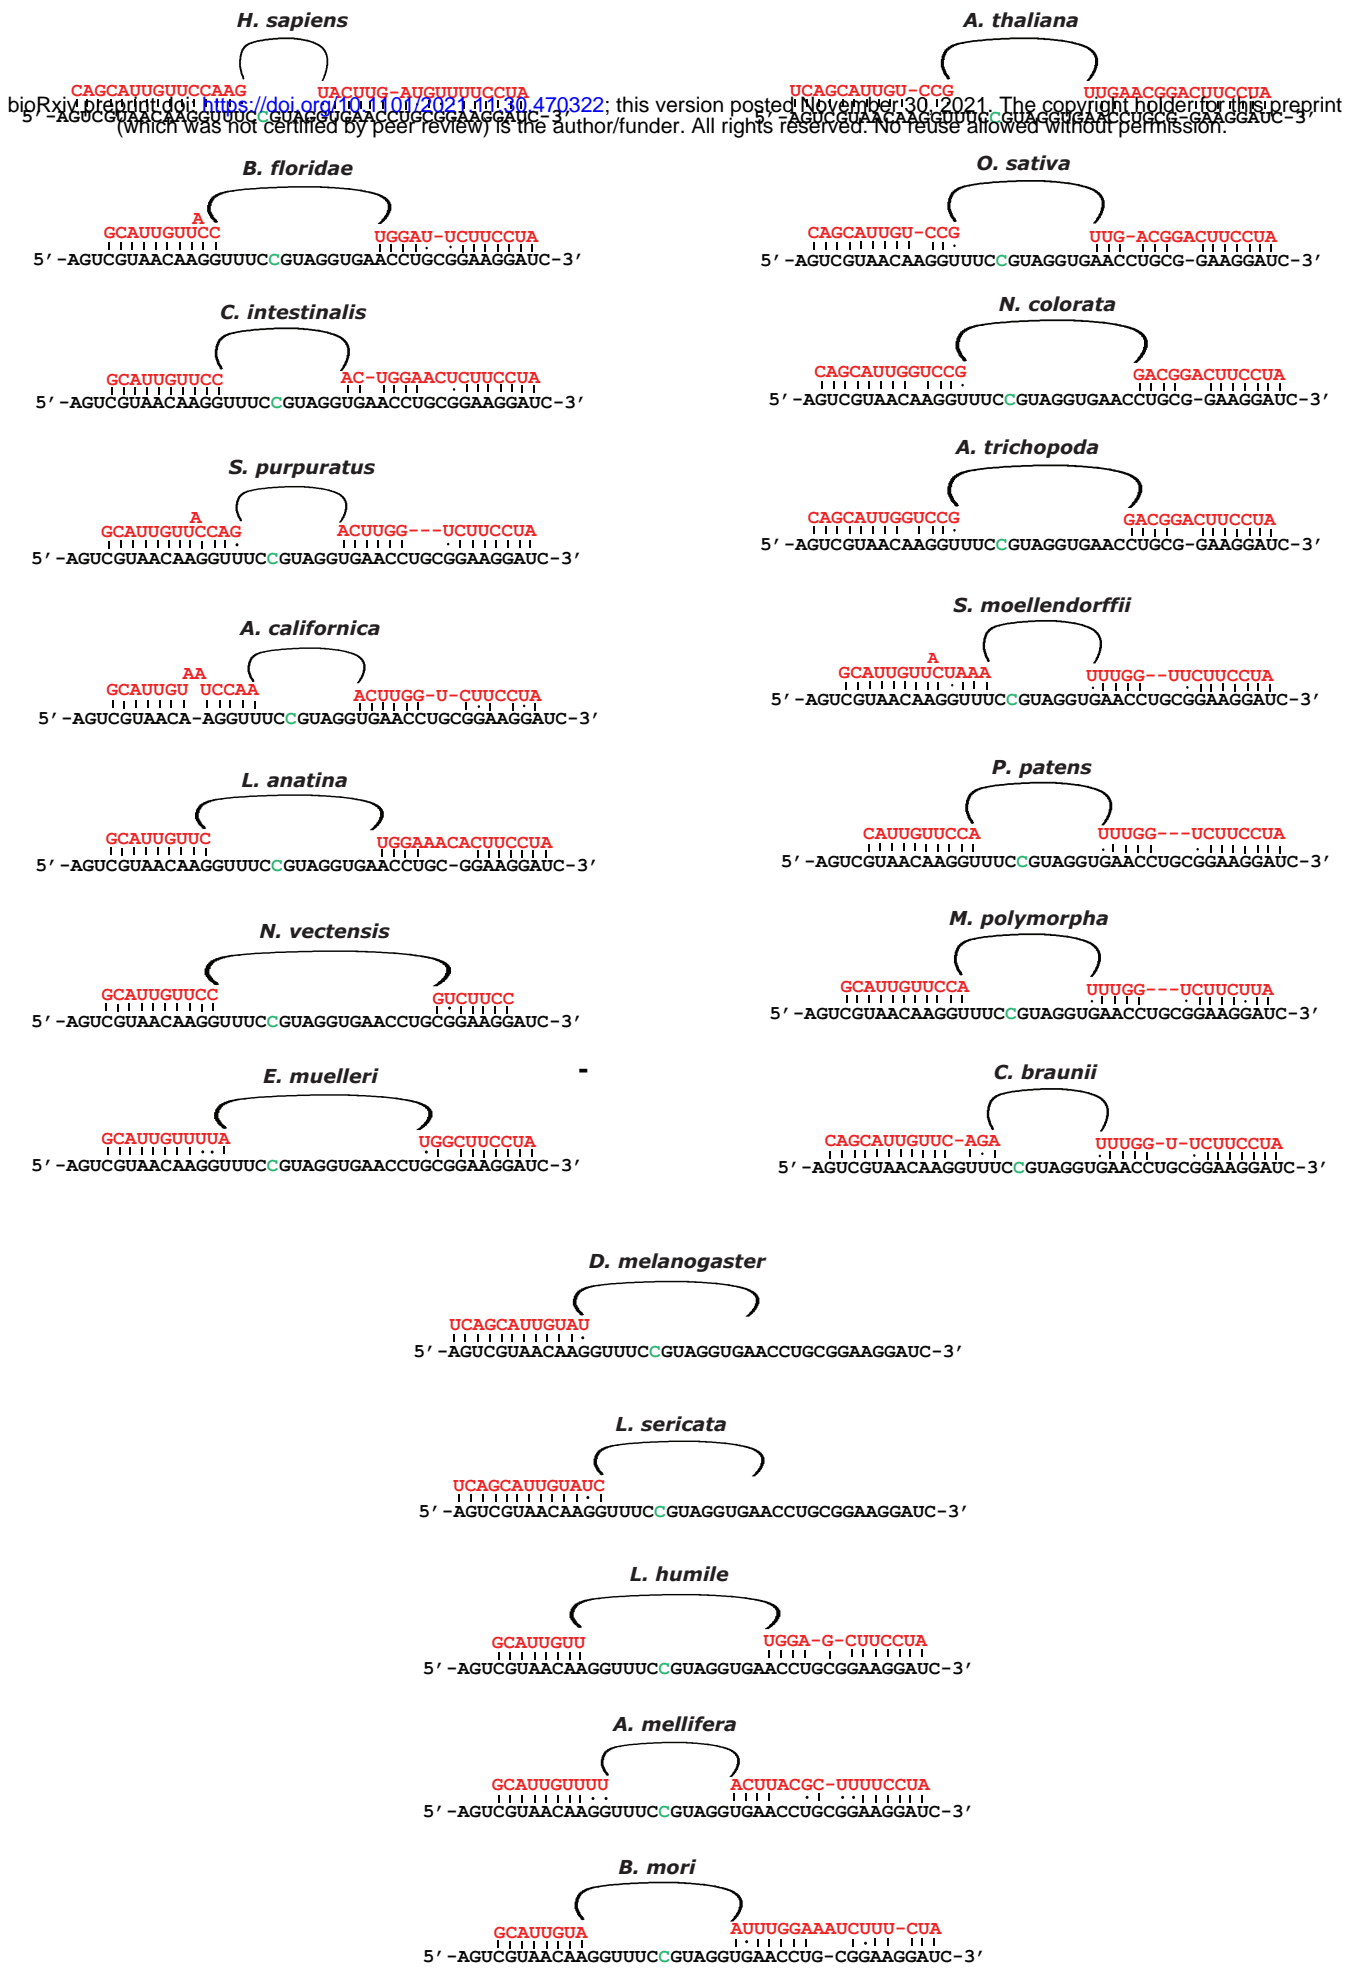 H. sapiens
CAGCAUUGUUCCAAG UACUUG-AUGUUUUCCUA
5′-AGUCGUAACAAGGUUUCCGUAGGUGAACCUGCGGAAGGAUC-3′
A. thaliana
UCAGCAUUGU-CCG UUGAACGGACUUCCUA
5′-AGUCGUAACAAGGUUUCCGUAGGUGAACCUGCG-GAAGGAUC-3′
bioRxiv preprint doi: https://doi.org/10.1101/2021.11.30.470322; this version posted November 30, 2021. The copyright holder for this preprint
(which was not certified by peer review) is the author/funder. All rights reserved. No reuse allowed without permission.
B. floridae
A
GCAUUGUUCC UGGAU-UCUUCCUA
5′-AGUCGUAACAAGGUUUCCGUAGGUGAACCUGCGGAAGGAUC-3′
O. sativa
CAGCAUUGU-CCG UUG-ACGGACUUCCUA
5′-AGUCGUAACAAGGUUUCCGUAGGUGAACCUGCG-GAAGGAUC-3′
C. intestinalis
GCAUUGUUCC AC-UGGAACUCUUCCUA
5′-AGUCGUAACAAGGUUUCCGUAGGUGAACCUGCGGAAGGAUC-3′
N. colorata
CAGCAUUGGUCCG GACGGACUUCCUA
5′-AGUCGUAACAAGGUUUCCGUAGGUGAACCUGCG-GAAGGAUC-3′
S. purpuratus
A
GCAUUGUUCCAG ACUUGG---UCUUCCUA
5′-AGUCGUAACAAGGUUUCCGUAGGUGAACCUGCGGAAGGAUC-3′
A. trichopoda
CAGCAUUGGUCCG GACGGACUUCCUA
5′-AGUCGUAACAAGGUUUCCGUAGGUGAACCUGCG-GAAGGAUC-3′
A. californica
AA
GCAUUGU UCCAA ACUUGG-U-CUUCCUA
5′-AGUCGUAACA-AGGUUUCCGUAGGUGAACCUGCGGAAGGAUC-3′
S. moellendorffii
A
GCAUUGUUCUAAA UUUGG--UUCUUCCUA
5′-AGUCGUAACAAGGUUUCCGUAGGUGAACCUGCGGAAGGAUC-3′
L. anatina
GCAUUGUUC UGGAAACACUUCCUA
5′-AGUCGUAACAAGGUUUCCGUAGGUGAACCUGC-GGAAGGAUC-3′
P. patens
CAUUGUUCCA UUUGG---UCUUCCUA
5′-AGUCGUAACAAGGUUUCCGUAGGUGAACCUGCGGAAGGAUC-3′
N. vectensis
GCAUUGUUCC GUCUUCC
5′-AGUCGUAACAAGGUUUCCGUAGGUGAACCUGCGGAAGGAUC-3′
M. polymorpha
GCAUUGUUCCA UUUGG---UCUUCUUA
5′-AGUCGUAACAAGGUUUCCGUAGGUGAACCUGCGGAAGGAUC-3′
E. muelleri
-
GCAUUGUUUUA UGGCUUCCUA
5′-AGUCGUAACAAGGUUUCCGUAGGUGAACCUGCGGAAGGAUC-3′
C. braunii
CAGCAUUGUUC-AGA UUUGG-U-UCUUCCUA
5′-AGUCGUAACAAGGUUUCCGUAGGUGAACCUGCGGAAGGAUC-3′
D. melanogaster
UCAGCAUUGUAU
5′-AGUCGUAACAAGGUUUCCGUAGGUGAACCUGCGGAAGGAUC-3′
L. sericata
UCAGCAUUGUAUC
5′-AGUCGUAACAAGGUUUCCGUAGGUGAACCUGCGGAAGGAUC-3′
L. humile
GCAUUGUU UGGA-G-CUUCCUA
5′-AGUCGUAACAAGGUUUCCGUAGGUGAACCUGCGGAAGGAUC-3′
A. mellifera
GCAUUGUUUU ACUUACGC-UUUUCCUA
5′-AGUCGUAACAAGGUUUCCGUAGGUGAACCUGCGGAAGGAUC-3′
B. mori
GCAUUGUA AUUUGGAAAUCUUU-CUA
5′-AGUCGUAACAAGGUUUCCGUAGGUGAACCUG-CGGAAGGAUC-3′